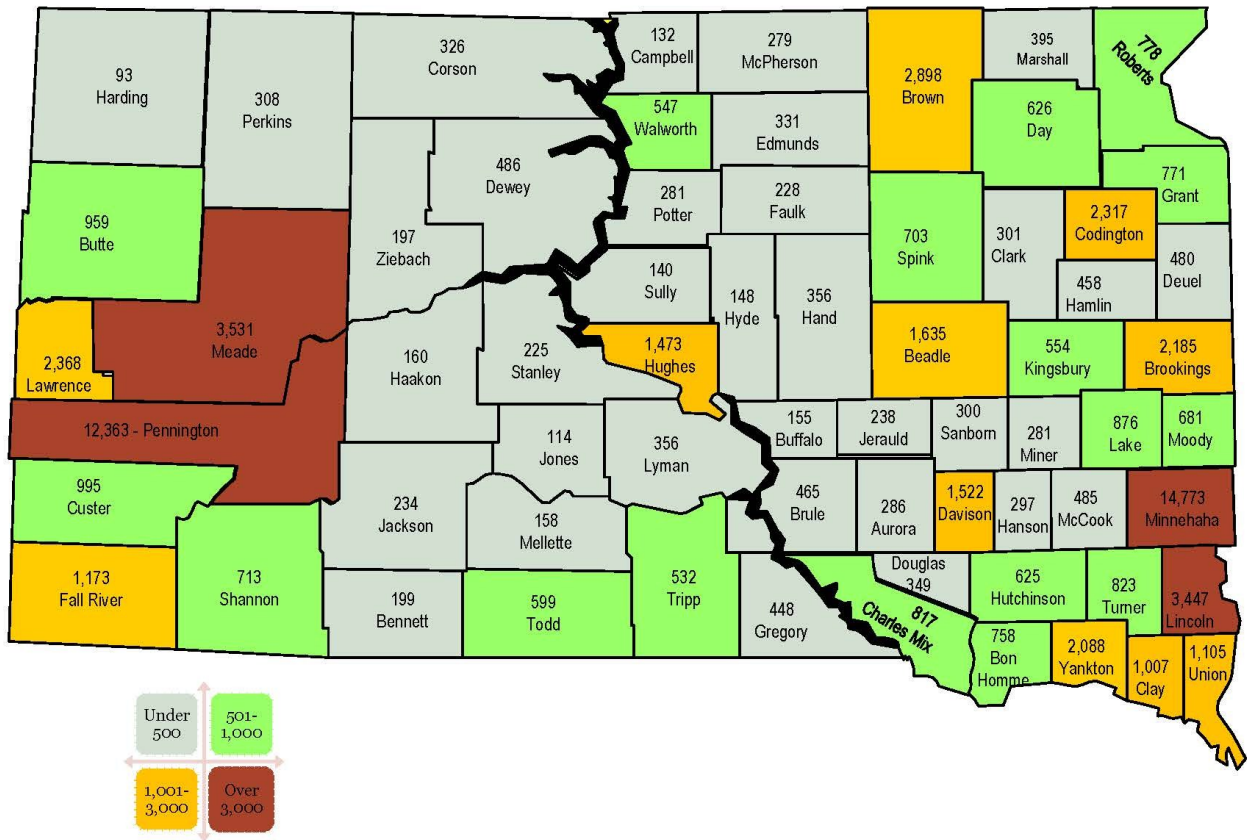 93
Harding
308
Perkins
326
Corson
132
Campbell
279
McPherson
2,898
Brown
395
Marshall
778
Roberts
547
Walworth
331
Edmunds
626
Day
486
Dewey
281
Potter
228
Faulk
771
Grant
959
Butte
197
Ziebach
703
Spink
301
Clark
2,317
Codington
480
Deuel
458
Hamlin
140
Sully
148
Hyde
356
Hand
3,531
Meade
2,368
Lawrence
160
Haakon
225
Stanley
1,473
Hughes
1,635
Beadle
554
Kingsbury
2,185
Brookings
12,363 - Pennington
114
Jones
356
Lyman
155
Buffalo
238
Jerauld
300
Sanborn
281
Miner
876
Lake
681
Moody
995
Custer
234
Jackson
158
Mellette
465
Brule
286
Aurora
1,522
Davison
297
Hanson
485
McCook
14,773
Minnehaha
1,173
Fall River
713
Shannon
199
Bennett
599
Todd
532
Tripp
448
Gregory
817
Charles Mix
Douglas
349
625
Hutchinson
823
Turner
3,447
Lincoln
758
Bon
Homme
2,088
Yankton
1,007
Clay
1,105
Union
Under
500
501-
1,000
1,001-
3,000
Over
3,000